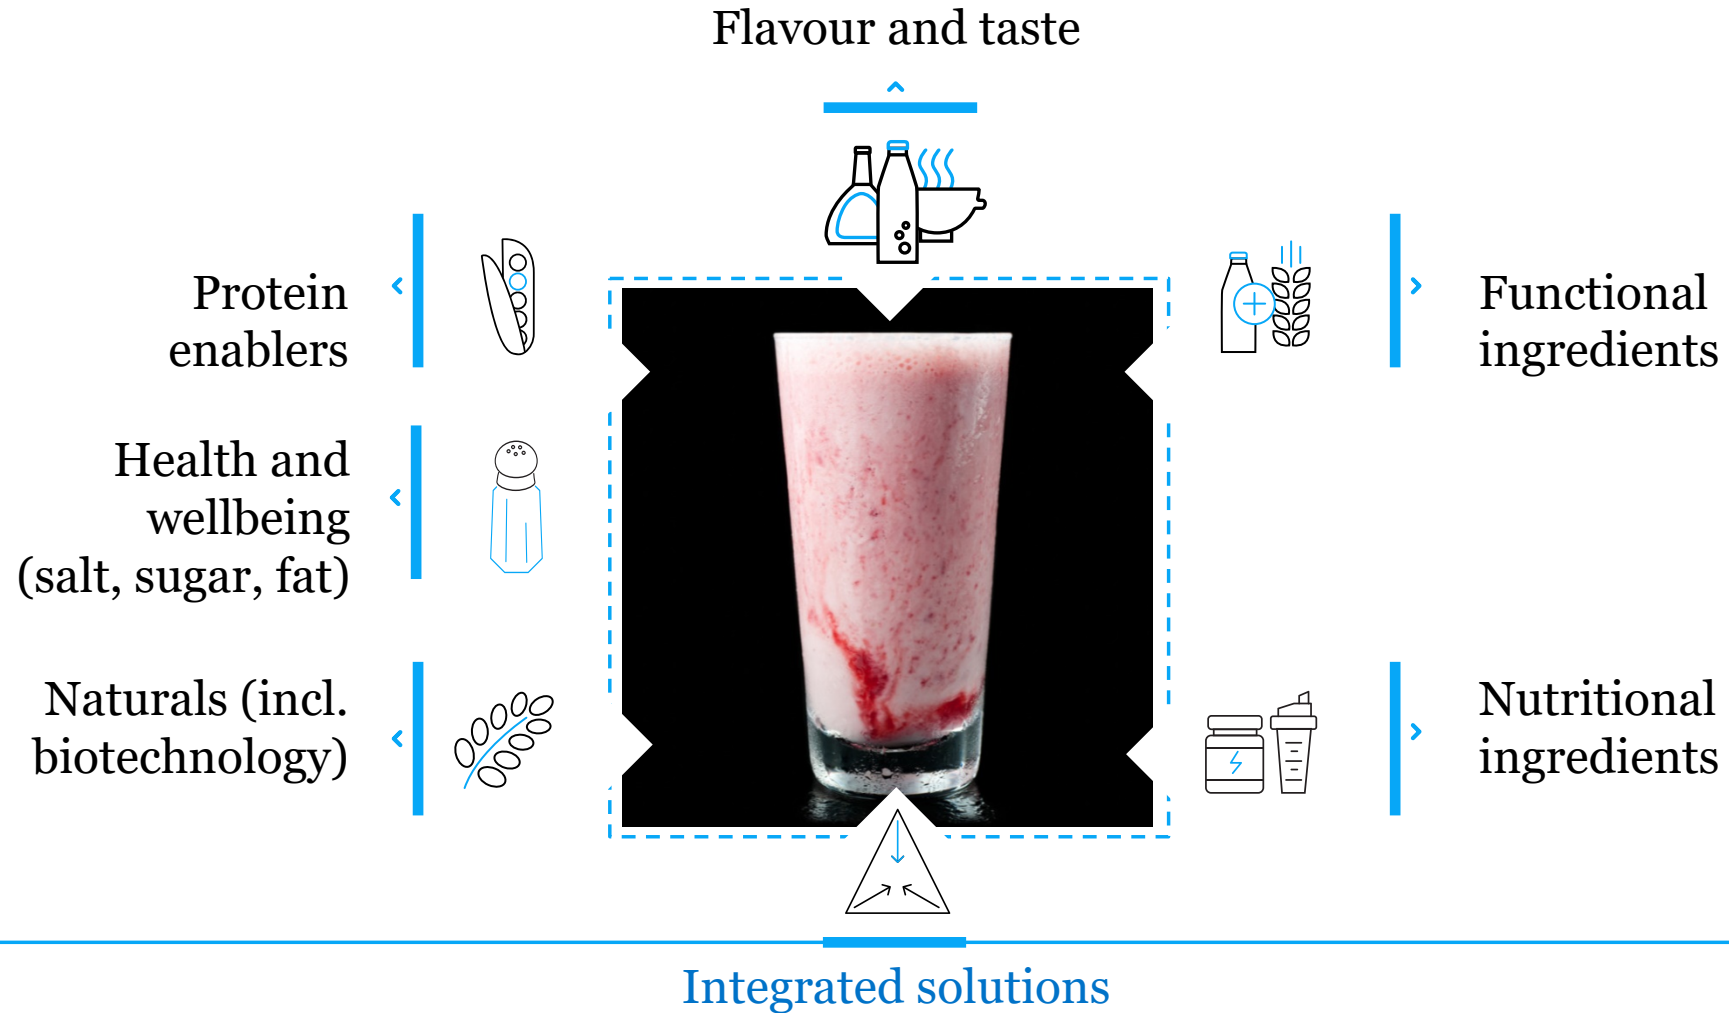 Flavour and taste
Protein
enablers
Functional
ingredients
Health and
wellbeing
(salt, sugar, fat)
Naturals (incl.
biotechnology)
Nutritional
ingredients
Integrated solutions